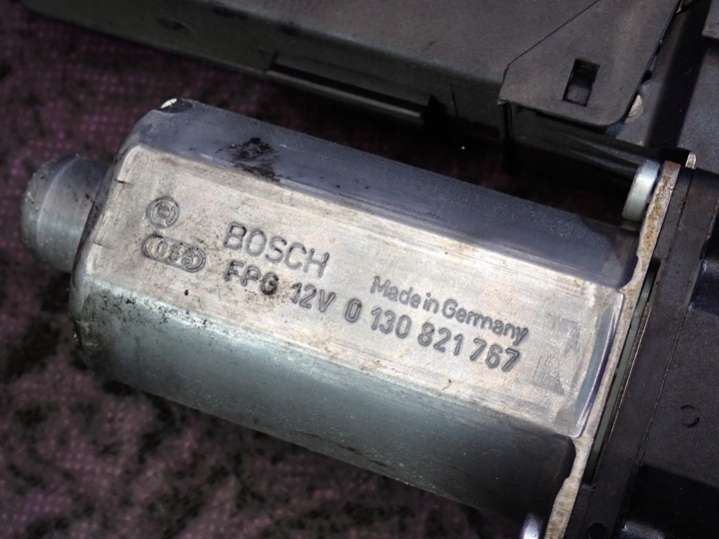 BOSCH
Made in Germany
FPG 12V 0 130 821 767